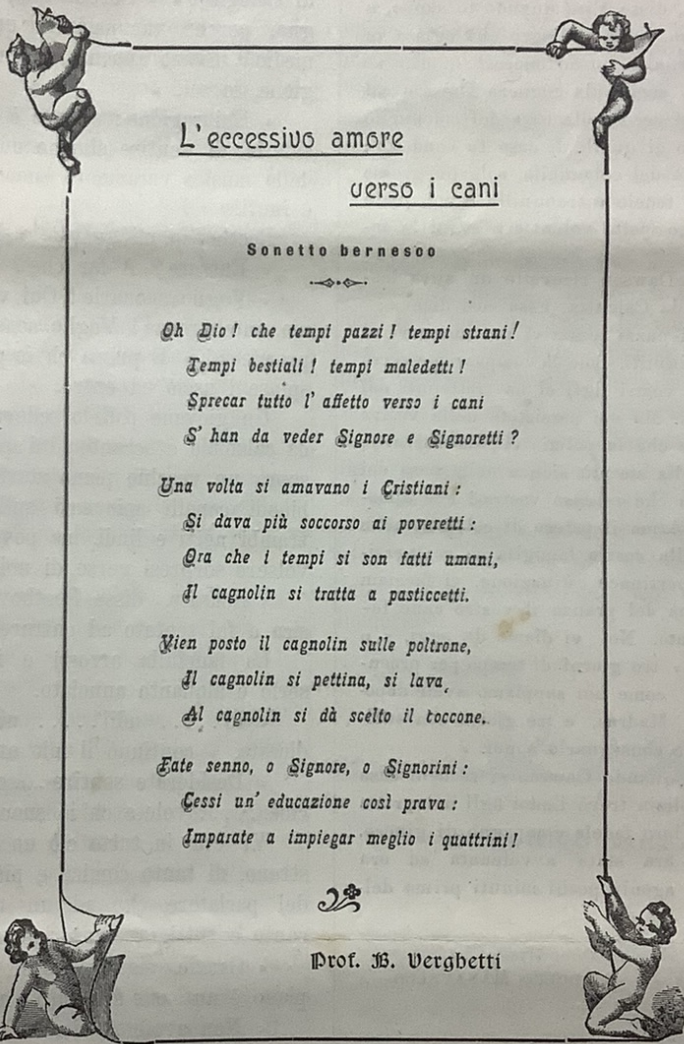 L'eccessivo amore
verso i cani
Sonetto bernesco
Oh Dio! che tempi pazzi! tempi strani!
Tempi bestiali! tempi maledetti!
Sprecar tutto l'affetto verso i cani
S'han da veder Signore e Signoretti?
Una volta si amavano i Cristiani:
Si dava più soccorso ai poveretti:
Ora che i tempi si son fatti umani,
Il cagnolin si tratta a pasticcetti.
Vien posto il cagnolin sulle poltrone,
Il cagnolin si pettina, si lava,
Al cagnolin si dà scelto il boccone.
Fate senno, o Signore, o Signorini:
Cessi un'educazione così prava:
Imparate a impiegar meglio i quattrini!
Prof. B. Verghetti